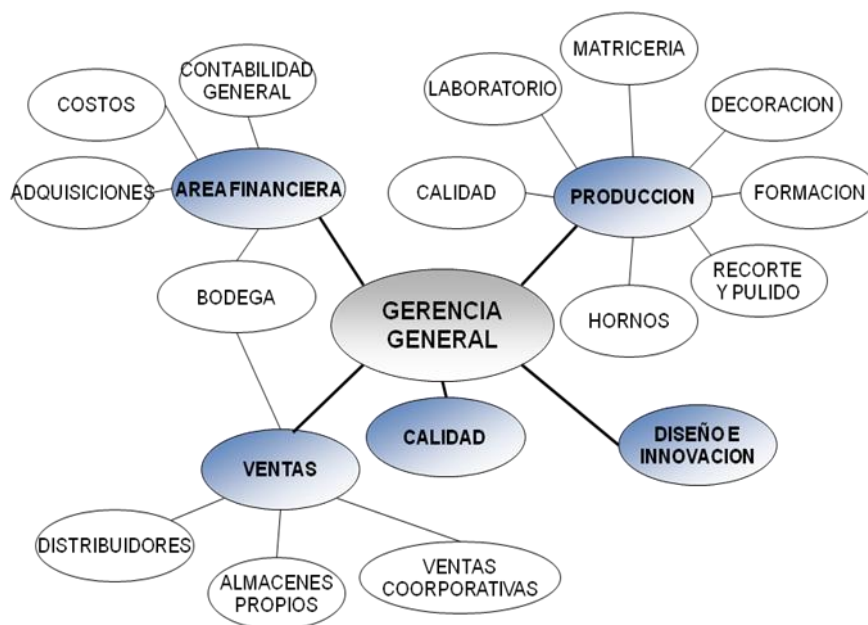 MATRICERIA
CONTABILIDAD
GENERAL
LABORATORIO
COSTOS
DECORACION
ADQUISICIONES
AREA FINANCIERA
CALIDAD
PRODUCCION
FORMACION
BODEGA
RECORTE
Y PULIDO
GERENCIA
GENERAL
HORNOS
CALIDAD
DISEÑO E
INNOVACION
VENTAS
DISTRIBUIDORES
ALMACENES
PROPIOS
VENTAS
COORPORATIVAS